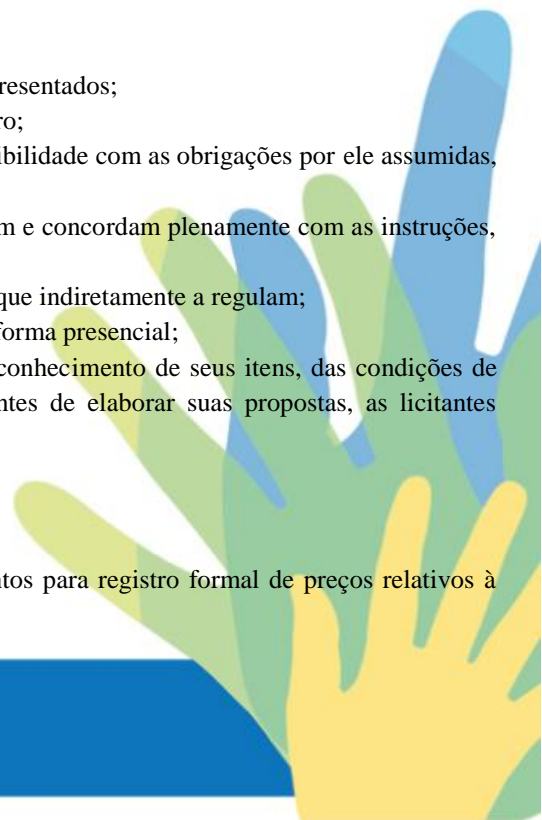 resentados;
ro;
ibilidade com as obrigações por ele assumidas,
m e concordam plenamente com as instruções,
que indiretamente a regulam;
forma presencial;
conhecimento de seus itens, das condições de
ntes de elaborar suas propostas, as licitantes
ntos para registro formal de preços relativos à